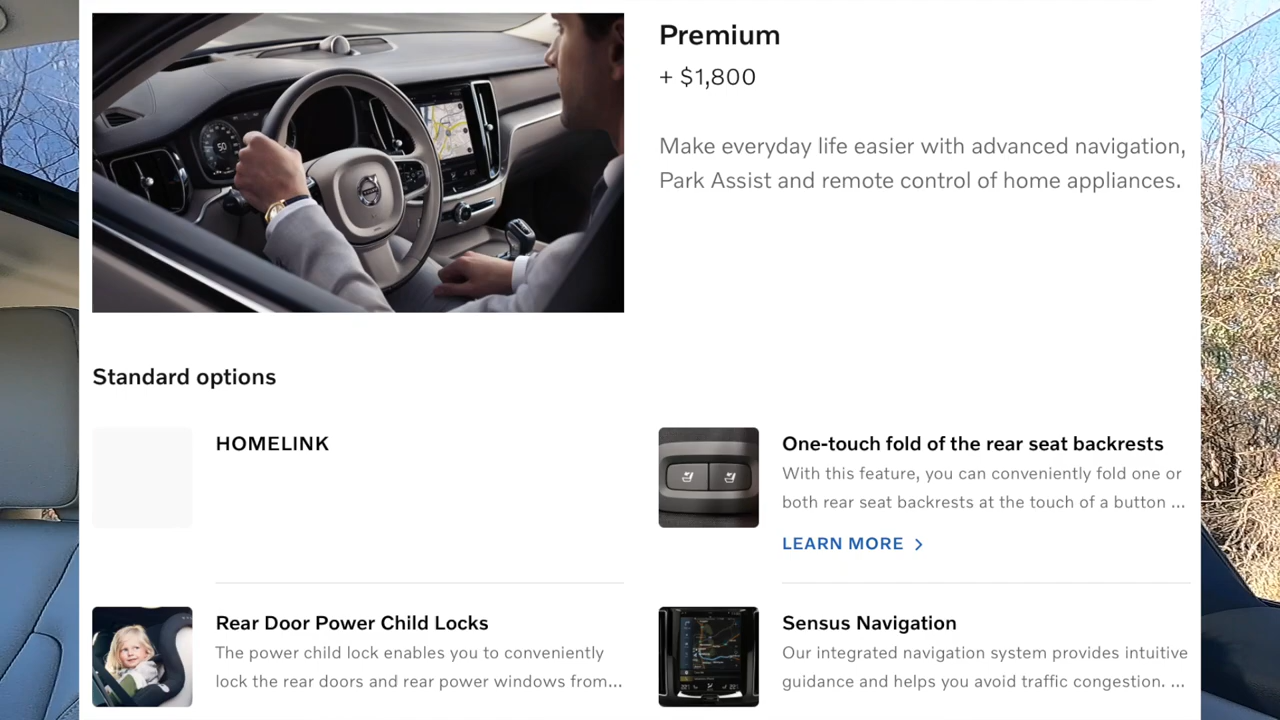 Premium
+ $1,800
Make everyday life easier with advanced navigation,
Park Assist and remote control of home appliances.
50
Standard options
HOMELINK
One-touch fold of the rear seat backrests
With this feature, you can conveniently fold one or
both rear seat backrests at the touch of a button ...
LEARN MORE
Rear Door Power Child Locks
The power child lock enables you to conveniently
lock the rear doors and rear power windows from...
Sensus Navigation
Our integrated navigation system provides intuitive
guidance and helps you avoid traffic congestion. ...